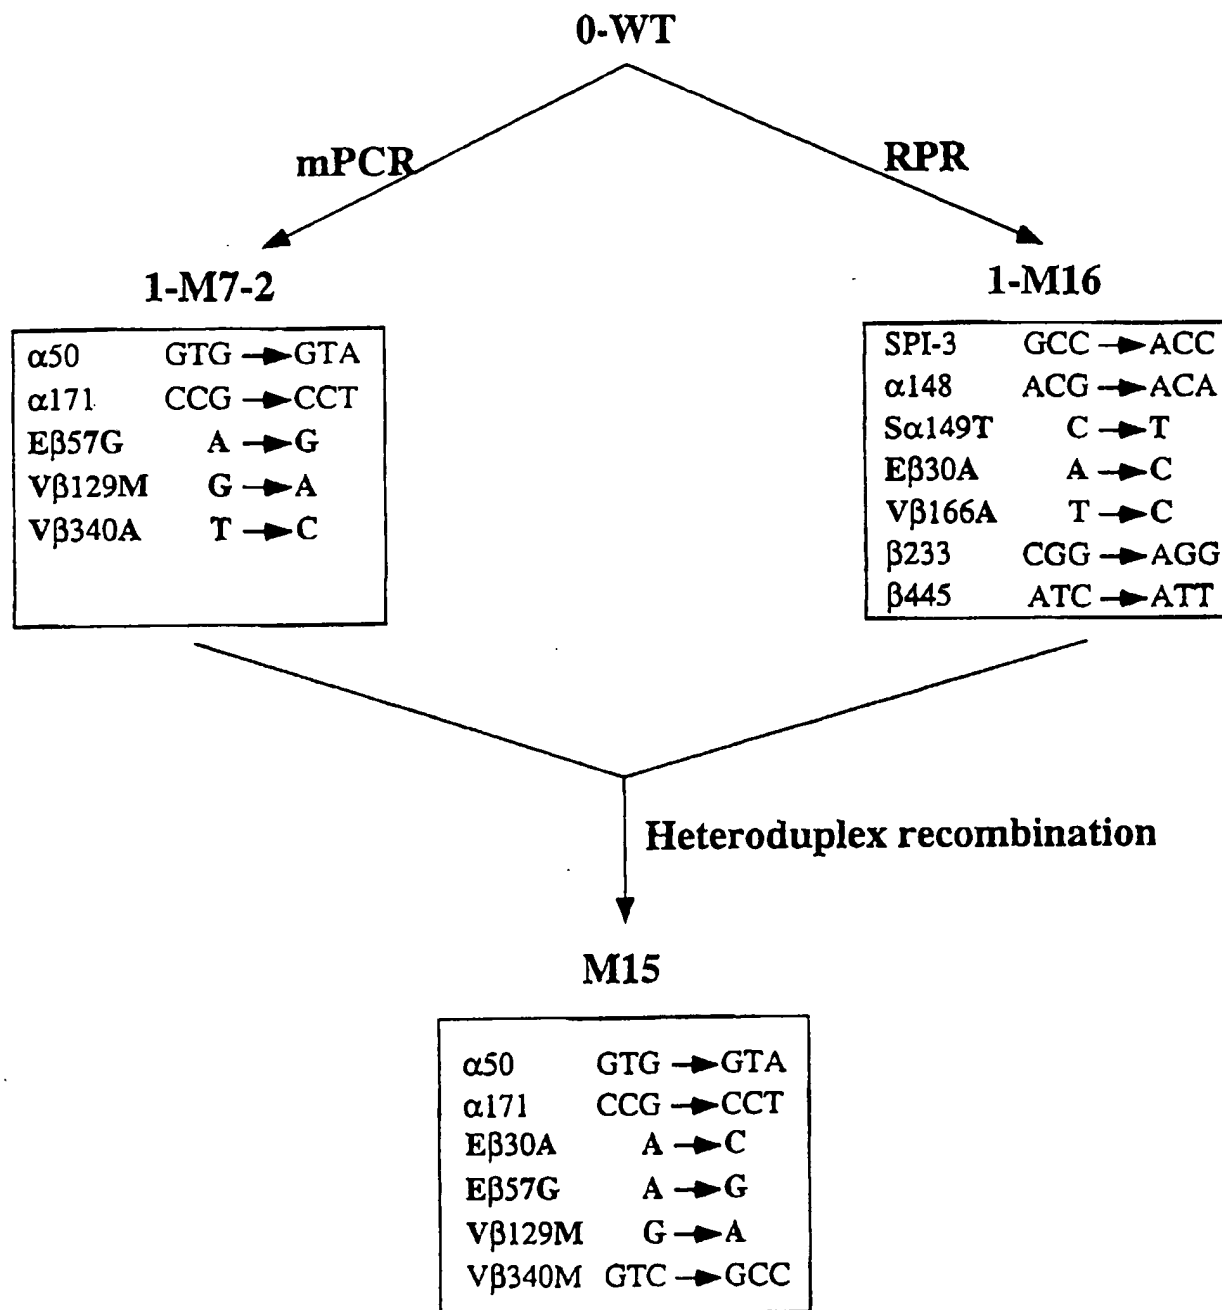 0-WT
mPCR
RPR
1-M7-2
α50 GTG → GTA
α171 CCG → CCT
Eβ57G A → G
Vβ129M G → A
Vβ340A T → C
1-M16
SPI-3 GCC → ACC
α148 ACG → ACA
Sα149T C → T
Eβ30A A → C
Vβ166A T → C
β233 CGG → AGG
β445 ATC → ATT
Heteroduplex recombination
M15
α50 GTG → GTA
α171 CCG → CCT
Eβ30A A → C
Eβ57G A → G
Vβ129M G → A
Vβ340M GTC → GCC